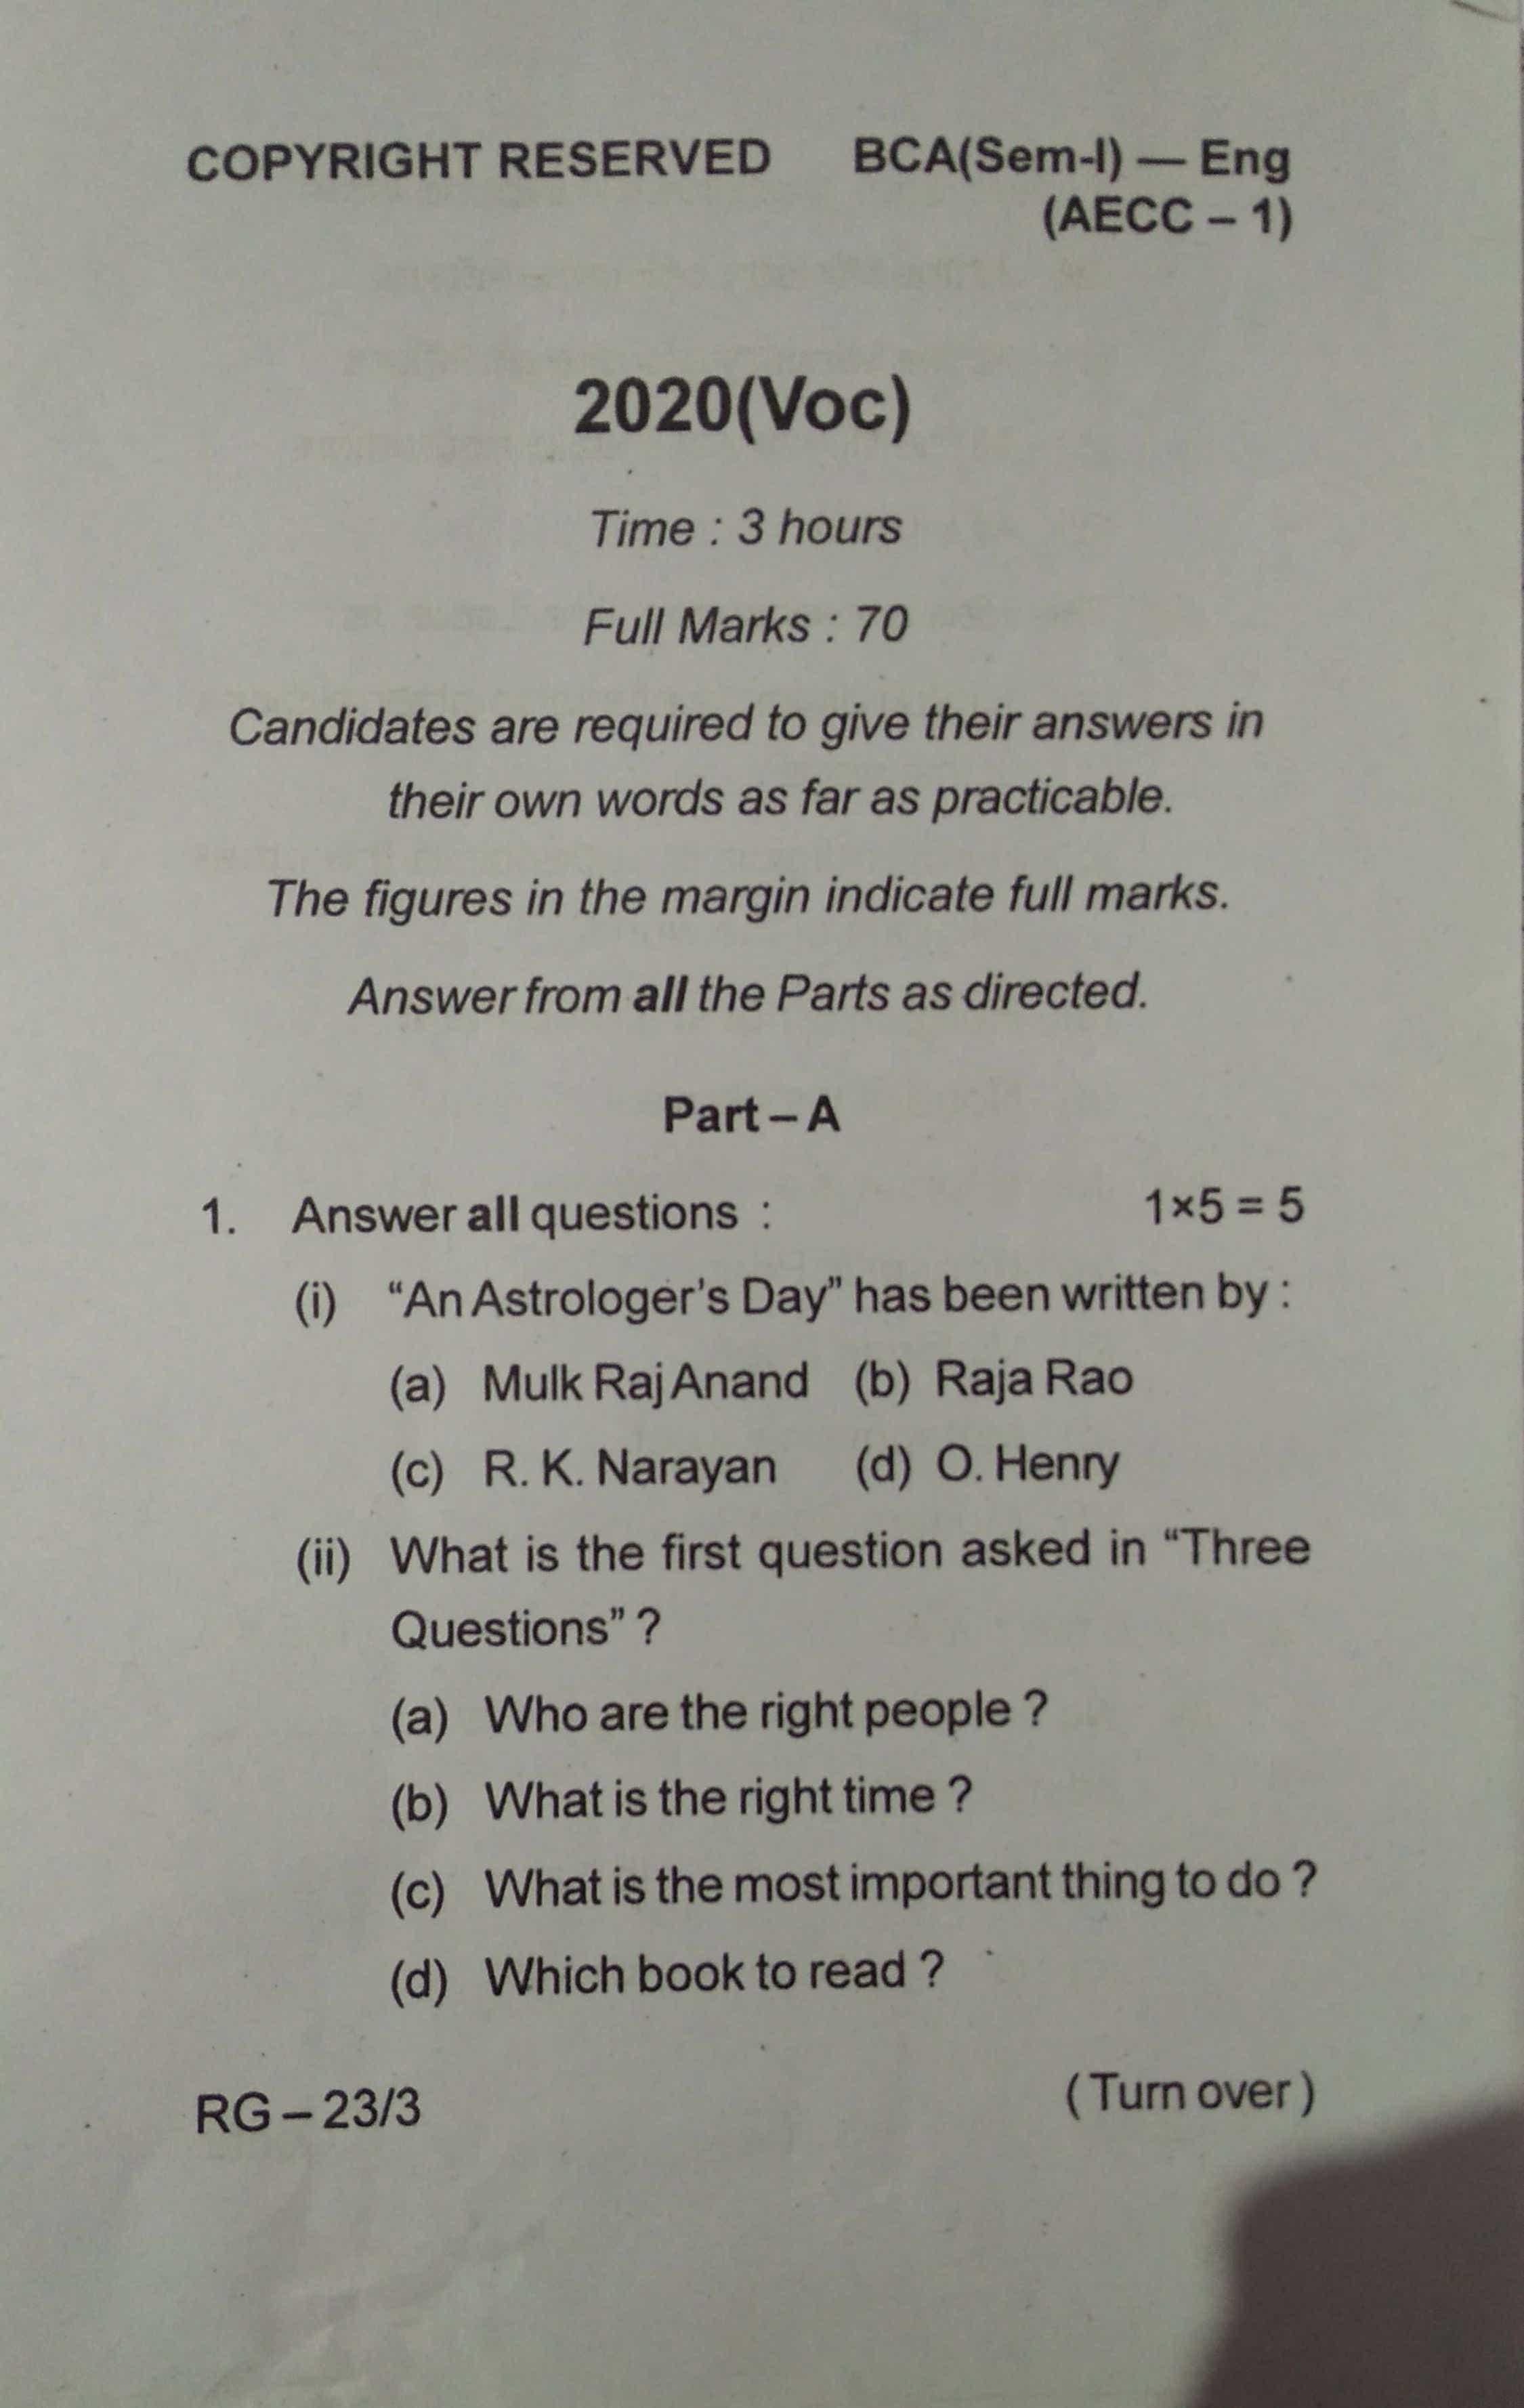 COPYRIGHT RESERVED BCA(Sem-I) — Eng
(AECC – 1)
2020(Voc)
Time : 3 hours
Full Marks : 70
Candidates are required to give their answers in
their own words as far as practicable.
The figures in the margin indicate full marks.
Answer from all the Parts as directed.
Part – A
1. Answer all questions : 1×5 = 5
(i) “An Astrologer’s Day” has been written by :
(a) Mulk Raj Anand (b) Raja Rao
(c) R. K. Narayan (d) O. Henry
(ii) What is the first question asked in “Three
Questions” ?
(a) Who are the right people ?
(b) What is the right time ?
(c) What is the most important thing to do ?
(d) Which book to read ?
RG – 23/3 (Turn over)